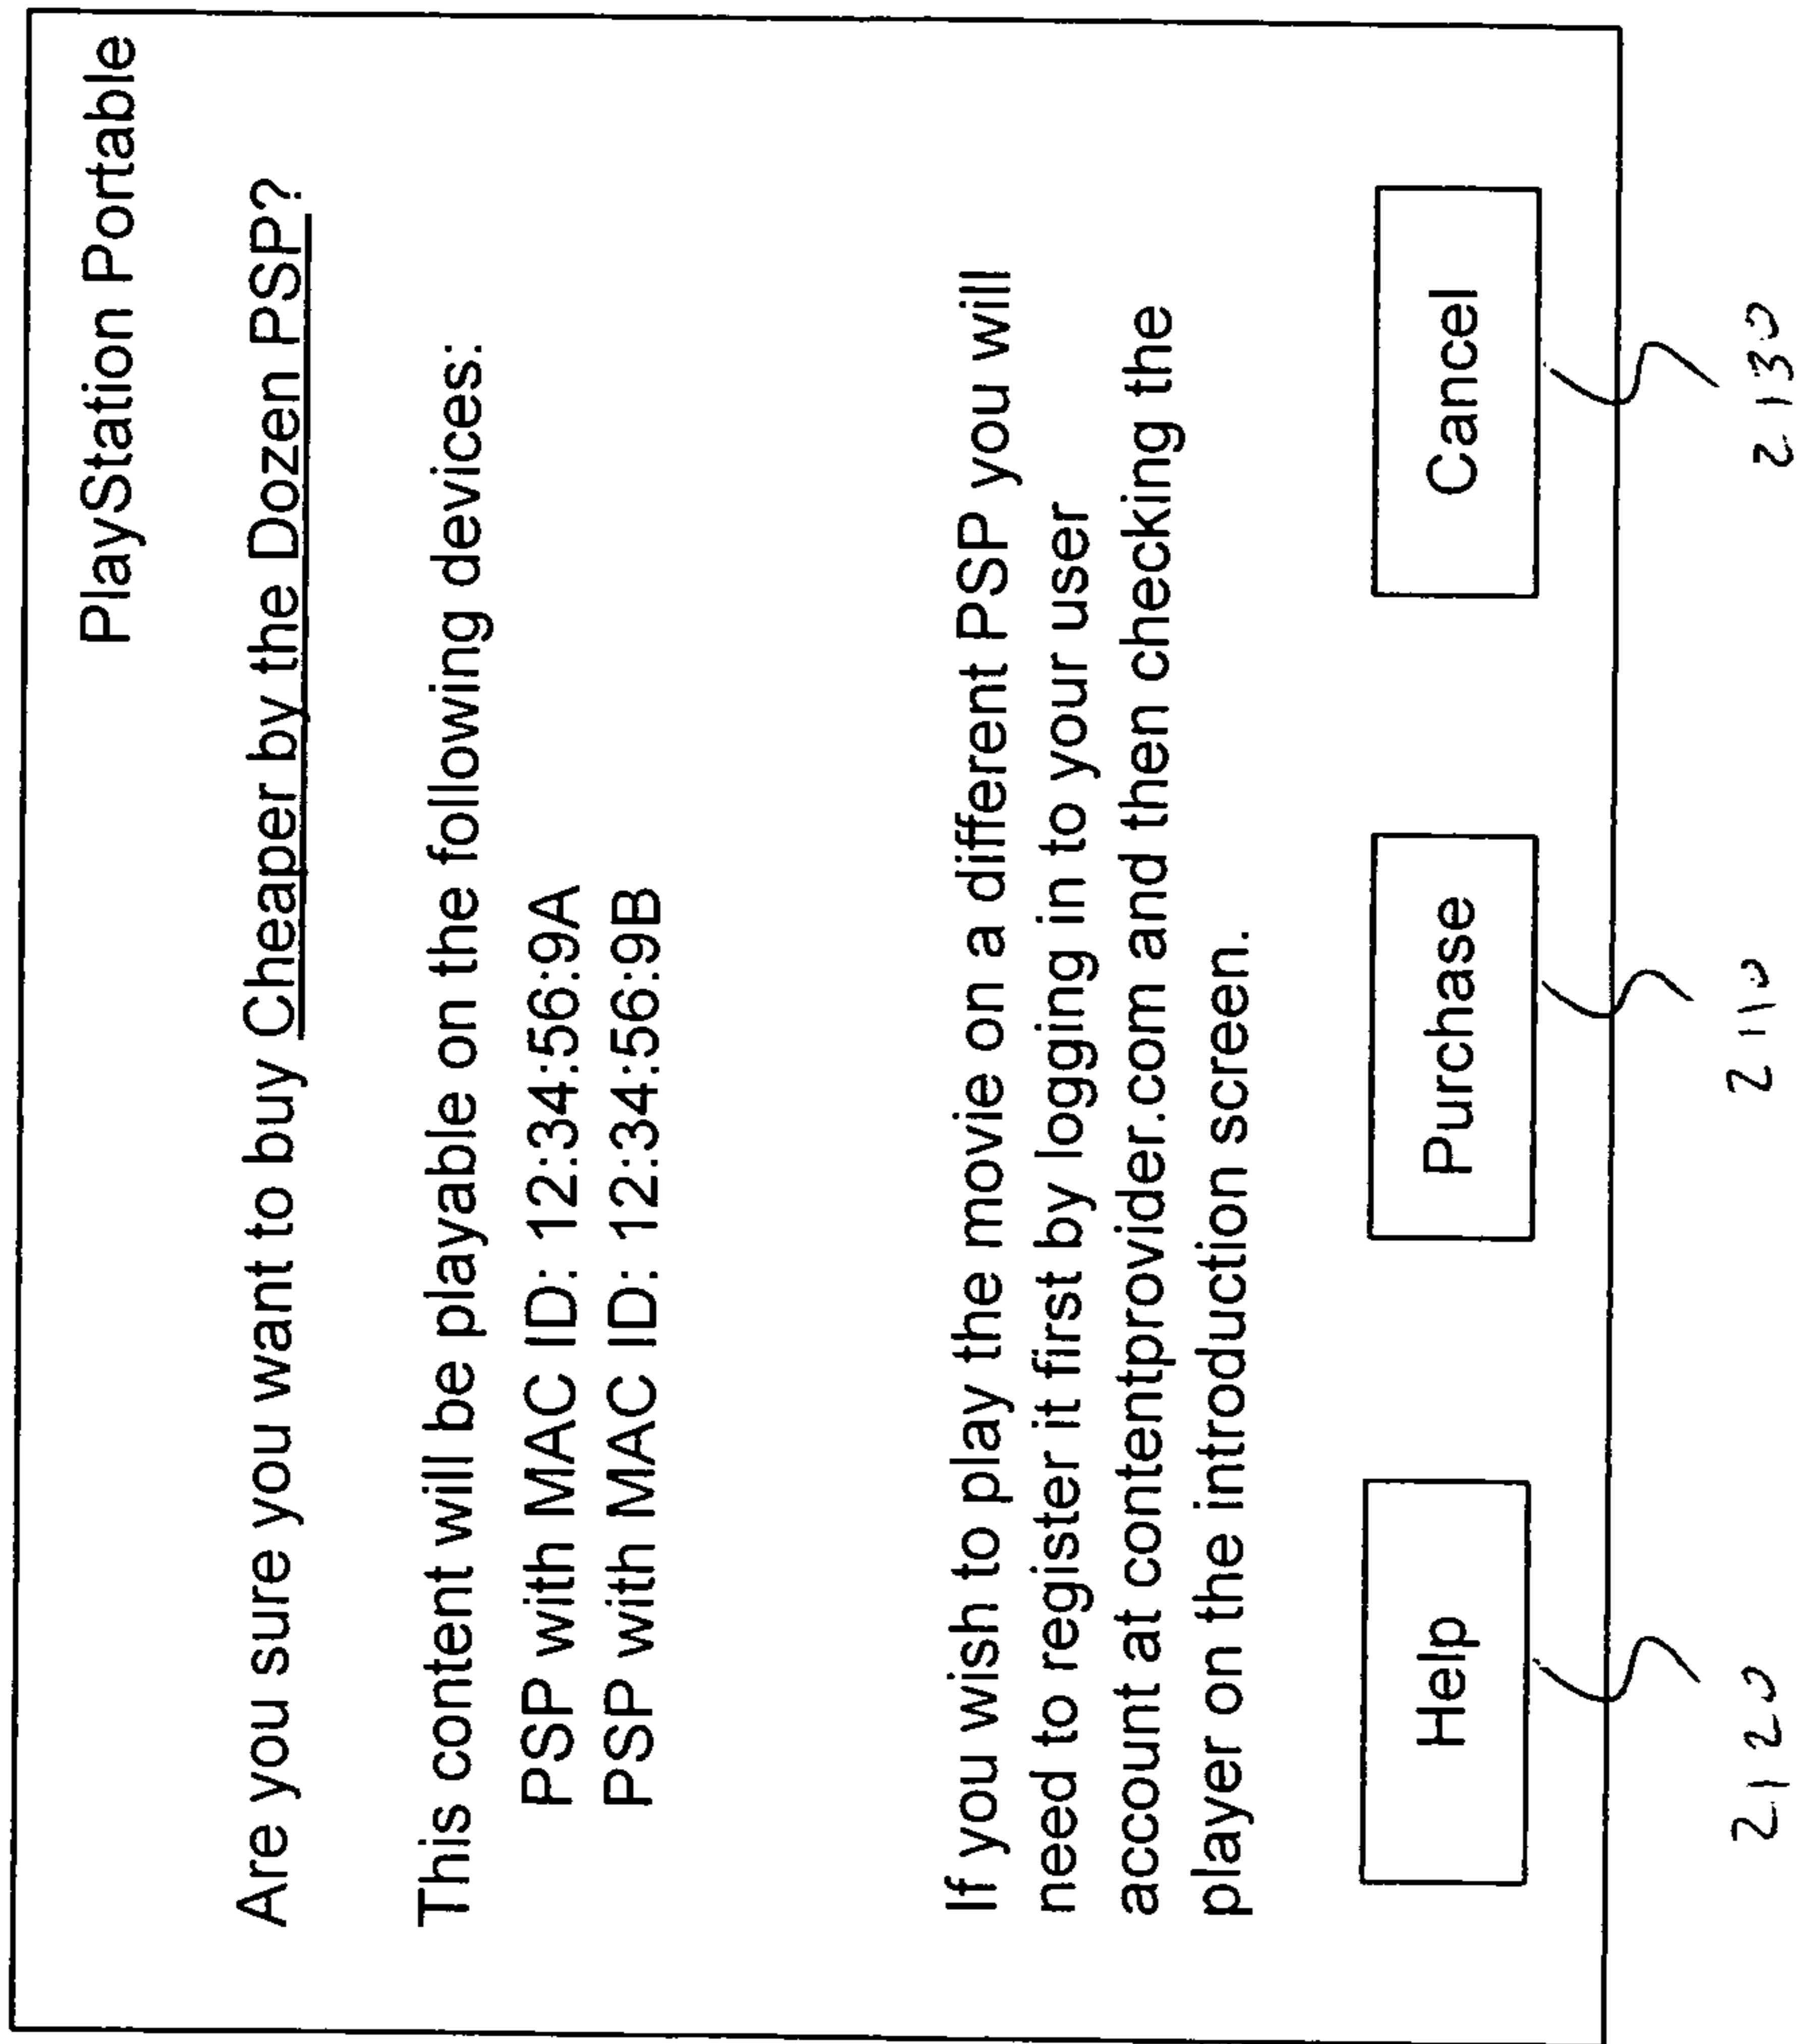 PlayStation Portable
Are you sure you want to buy Cheaper by the Dozen PSP?
This content will be playable on the following devices:
PSP with MAC ID: 12:34:56:9A
PSP with MAC ID: 12:34:56:9B
If you wish to play the movie on a different PSP you will
need to register it first by logging in to your user
account at contentprovider.com and then checking the
player on the introduction screen.
Help
Purchase
Cancel
2120
2110
2130